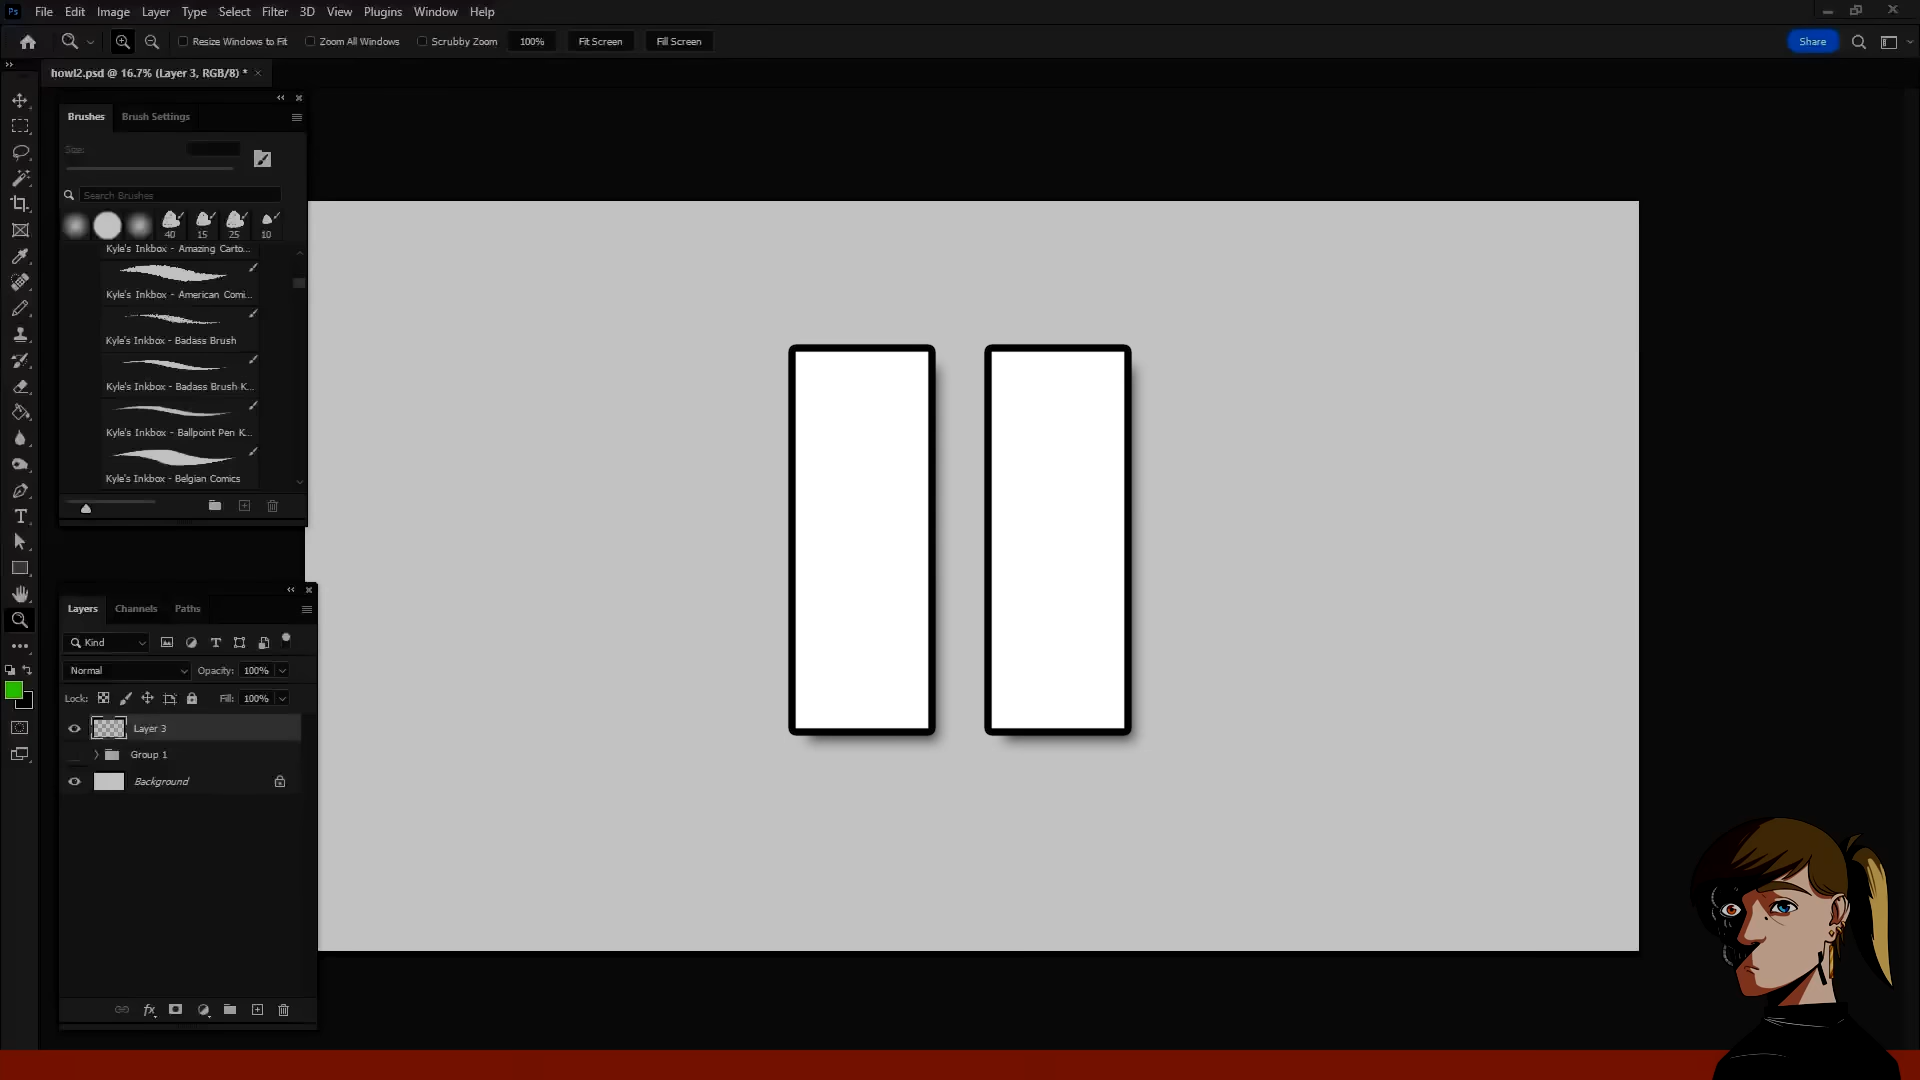 Ps File Edit Image Layer Type Select Filter 3D View Plugins Window Help
Resize Windows to Fit Zoom All Windows Scrubby Zoom 100% Fit Screen Fill Screen Share
howl2.psd @ 16.7% (Layer 3, RGB/8) *
Brushes Brush Settings
Size:
Search Brushes
40 15 25 10
Kyle's Inkbox - Amazing Carto...
Kyle's Inkbox - American Comi...
Kyle's Inkbox - Badass Brush
Kyle's Inkbox - Badass Brush K...
Kyle's Inkbox - Ballpoint Pen K...
Kyle's Inkbox - Belgian Comics
Layers Channels Paths
Kind
Normal Opacity: 100%
Lock: Fill: 100%
Layer 3
Group 1
Background
fx